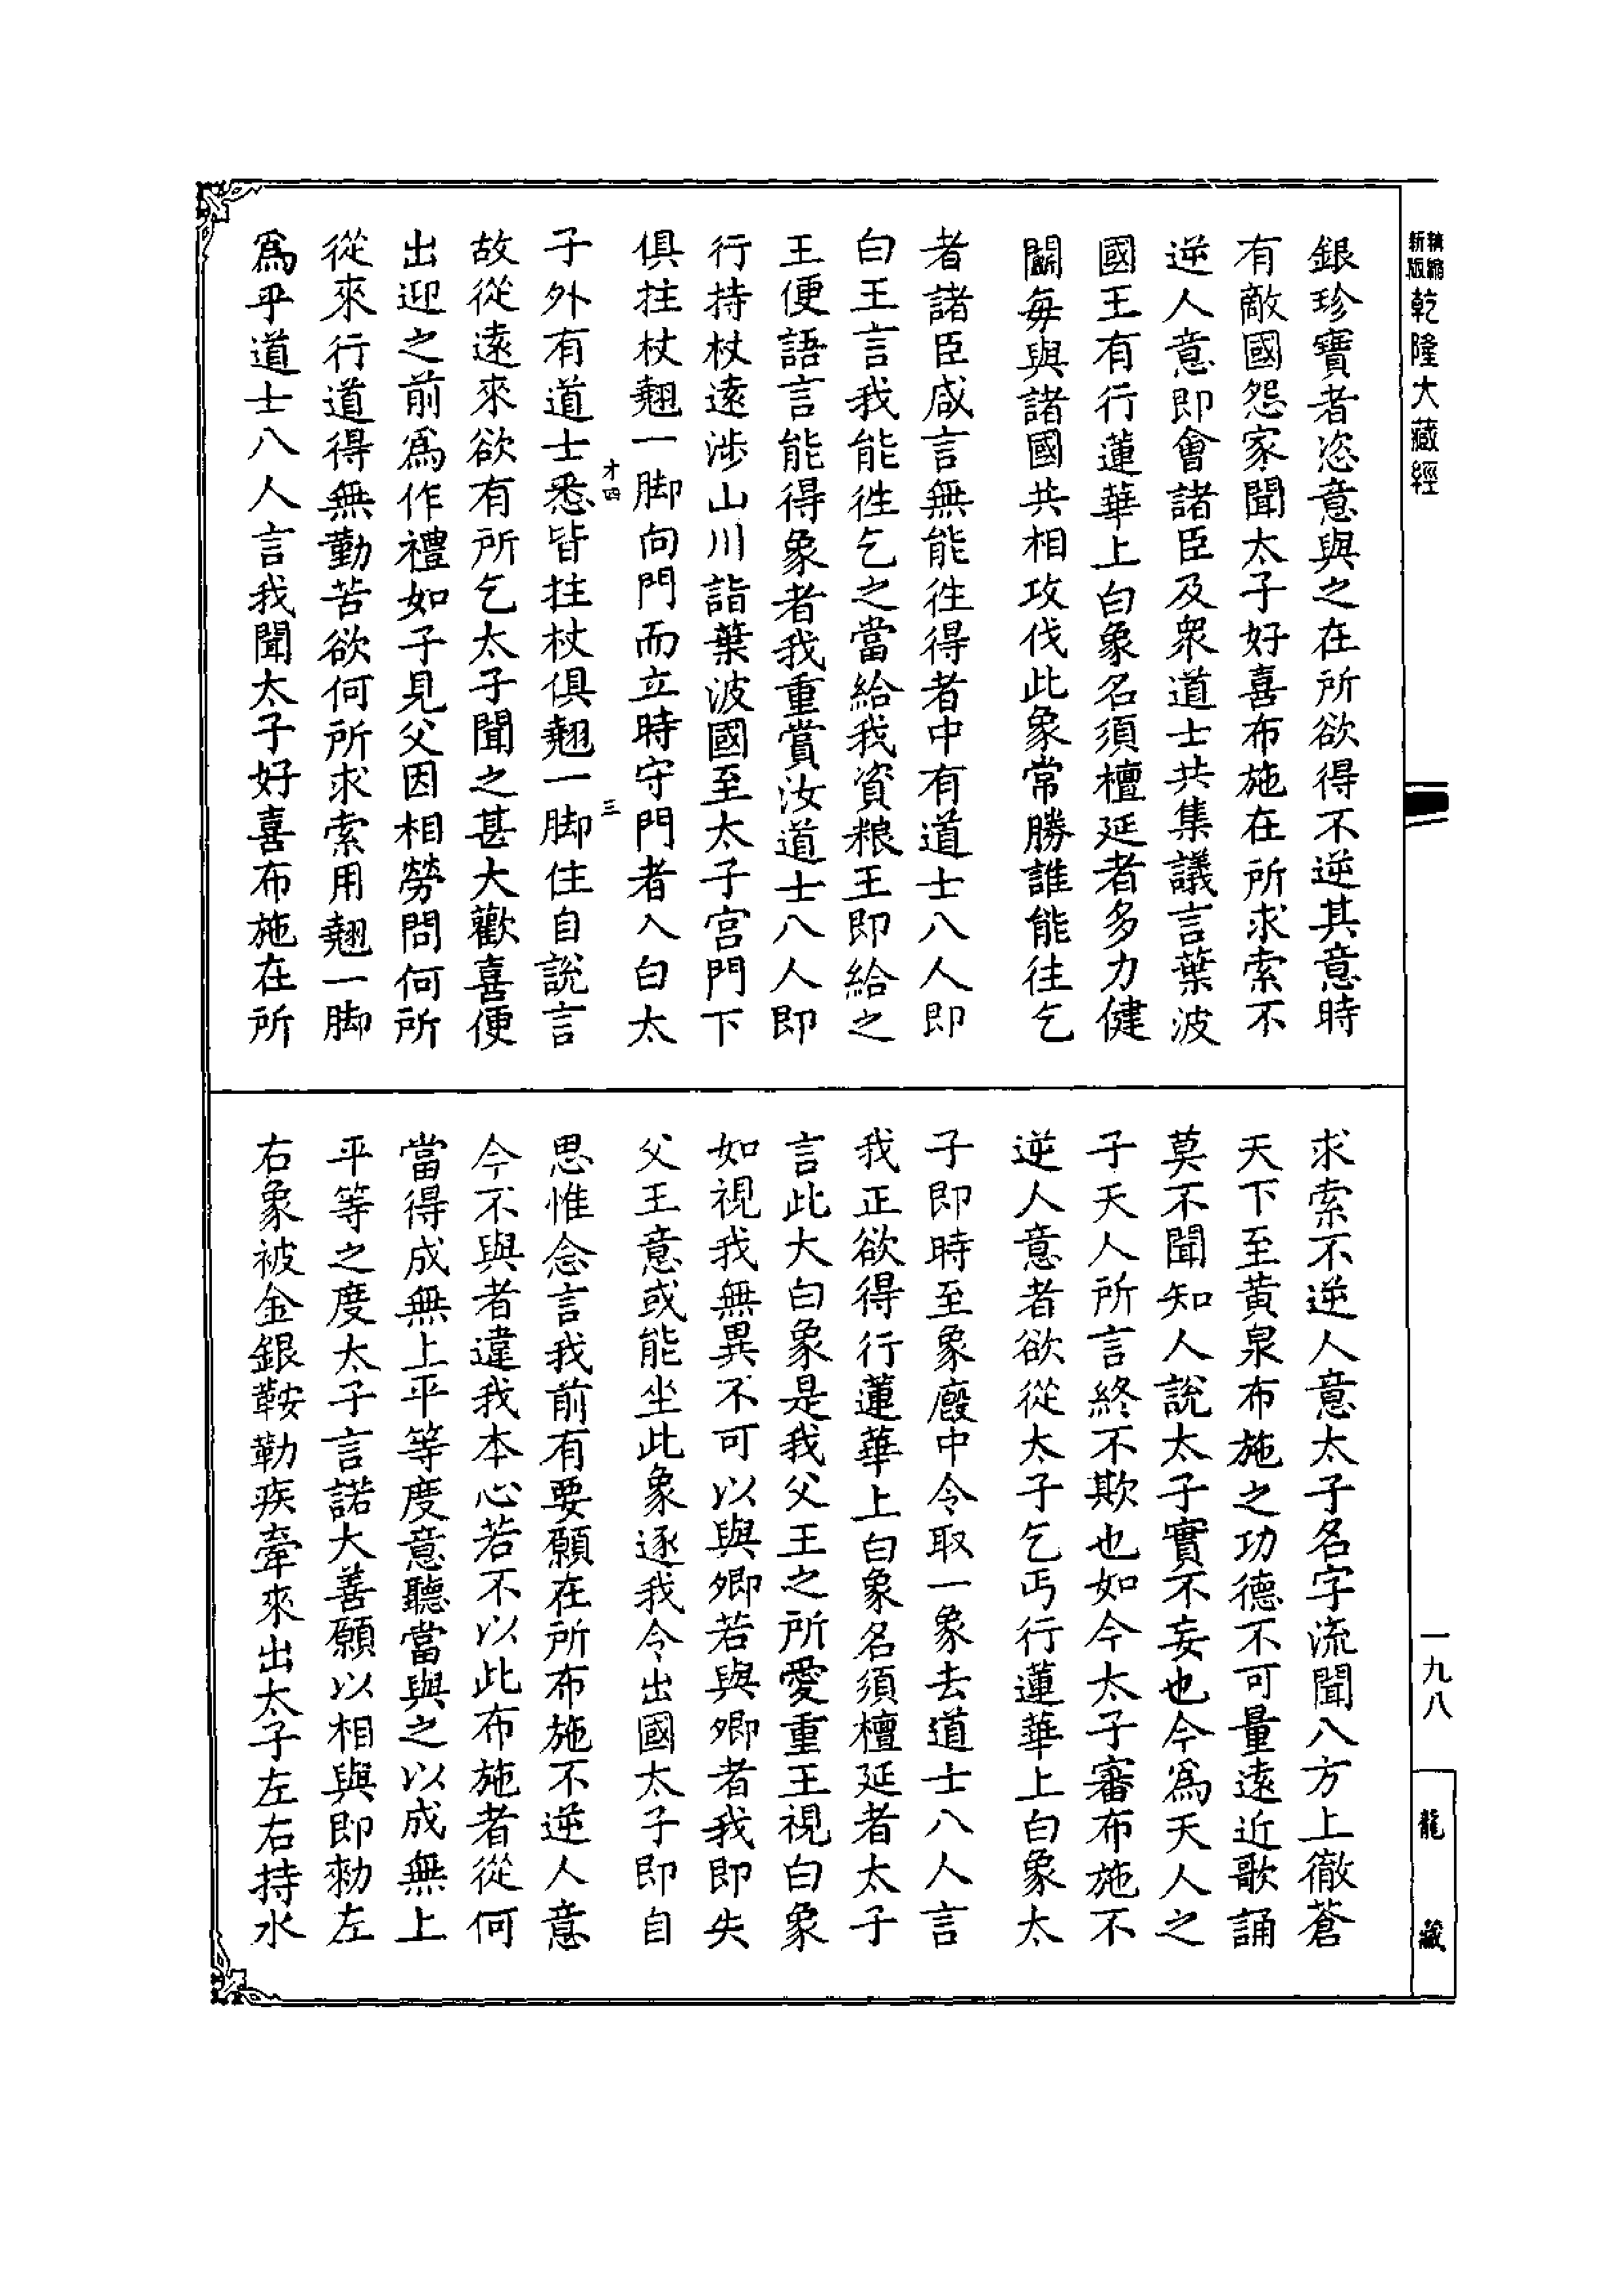 新版精縮 乾隆大藏經
銀珍寶者恣意與之在所欲得不逆其意時
有敵國怨家聞太子好喜布施在所求索不
逆人意即會諸臣及衆道士共集議言葉波
國王有行蓮華上白象名須檀延者多力健
鬬每與諸國共相攻伐此象常勝誰能往乞
者諸臣咸言無能徃得者中有道士八人即
白王言我能徃乞之當給我資粮王即給之
王便語言能得象者我重賞汝道士八人即
行持杖遠涉山川詣葉波國至太子宮門下
俱拄杖翹一脚向門而立時守門者入白太
才四 三
子外有道士悉皆拄杖俱翹一脚住自說言
故從遠來欲有所乞太子聞之甚大歡喜便
出迎之前爲作禮如子見父因相勞問何所
從來行道得無勤苦欲何所求索用翹一脚
爲乎道士八人言我聞太子好喜布施在所
求索不逆人意太子名字流聞八方上徹蒼
天下至黄泉布施之功德不可量遠近歌誦
莫不聞知人說太子實不妄也今爲天人之
子天人所言終不欺也如今太子審布施不
逆人意者欲從太子乞丐行蓮華上白象太
子即時至象廄中令取一象去道士八人言
我正欲得行蓮華上白象名須檀延者太子
言此大白象是我父王之所愛重王視白象
如視我無異不可以與卿若與卿者我即失
父王意或能坐此象逐我令出國太子即自
思惟念言我前有要願在所布施不逆人意
今不與者違我本心若不以此布施者從何
當得成無上平等度意聽當與之以成無上
平等之度太子言諾大善願以相與即勑左
右象被金銀鞍勒疾牽來出太子左右持水
一九八
龍藏